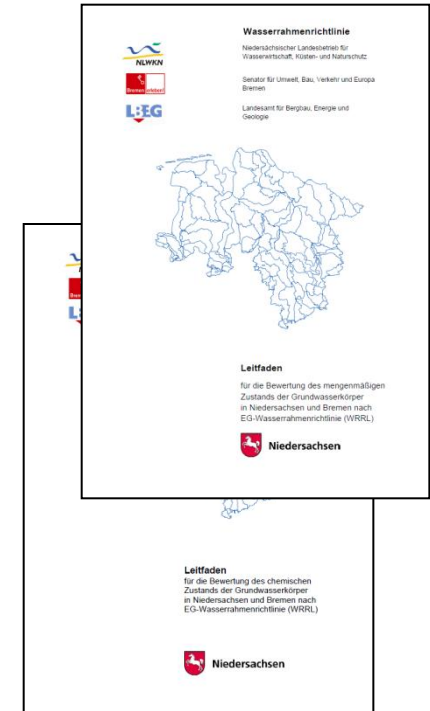 Wasserrahmenrichtlinie
Niedersächsischer Landesbetrieb für
Wasserwirtschaft, Küsten- und Naturschutz
NLWKN
Senator für Umwelt, Bau, Verkehr und Europa
Bremen
Bremen erleben!
Landesamt für Bergbau, Energie und
Geologie
LBEG
Leitfaden
für die Bewertung des mengenmäßigen
Zustands der Grundwasserkörper
in Niedersachsen und Bremen nach
EG-Wasserrahmenrichtlinie (WRRL)
Niedersachsen
Leitfaden
für die Bewertung des chemischen
Zustands der Grundwasserkörper
in Niedersachsen und Bremen nach
EG-Wasserrahmenrichtlinie (WRRL)
Niedersachsen